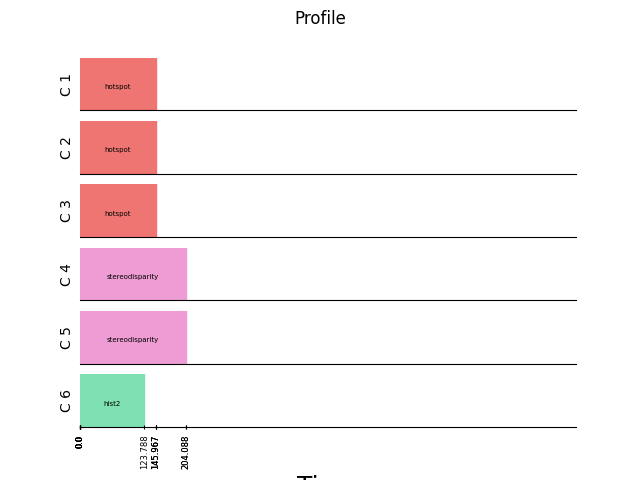 Profile
C 1
hotspot
C 2
hotspot
C 3
hotspot
C 4
stereodisparity
C 5
stereodisparity
C 6
hist2
0.0
123.788
145.967
204.088